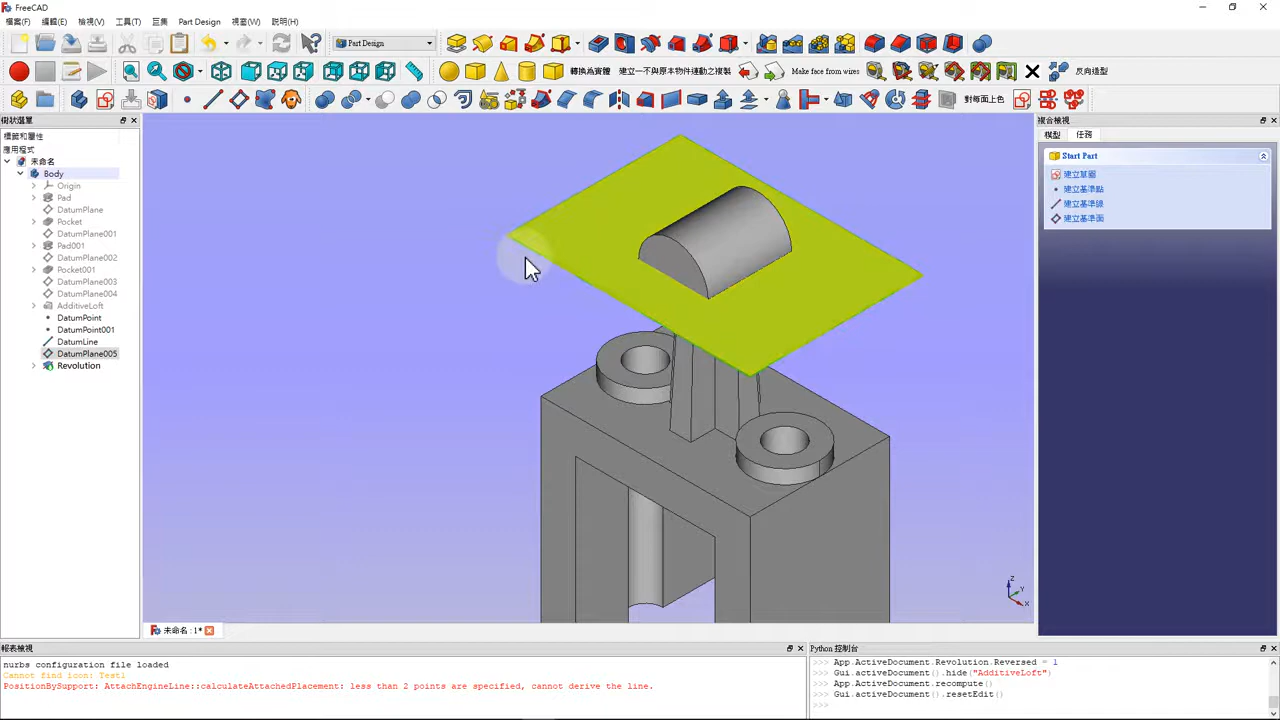 FreeCAD
檔案(F) 編輯(E) 檢視(V) 工具(T) 巨集 Part Design 視窗(W) 說明(H)
Part Design
轉換為實體 建立一不與原本物件連動之複製 Make face from wires 反向造型
對每面上色
樹狀選單
標籤和屬性
應用程式
未命名
Body
Origin
Pad
DatumPlane
Pocket
DatumPlane001
Pad001
DatumPlane002
Pocket001
DatumPlane003
DatumPlane004
AdditiveLoft
DatumPoint
DatumPoint001
DatumLine
DatumPlane005
Revolution
Z
Y
X
未命名 : 1*
複合檢視
模型 任務
Start Part
建立草圖
建立基準點
建立基準線
建立基準面
報表檢視
nurbs configuration file loaded
Cannot find icon: Test1
PositionBySupport: AttachEngineLine::calculateAttachedPlacement: less than 2 points are specified, cannot derive the line.
Python 控制台
>>> App.ActiveDocument.Revolution.Reversed = 1
>>> Gui.activeDocument().hide("AdditiveLoft")
>>> App.ActiveDocument.recompute()
>>> Gui.activeDocument().resetEdit()
>>>